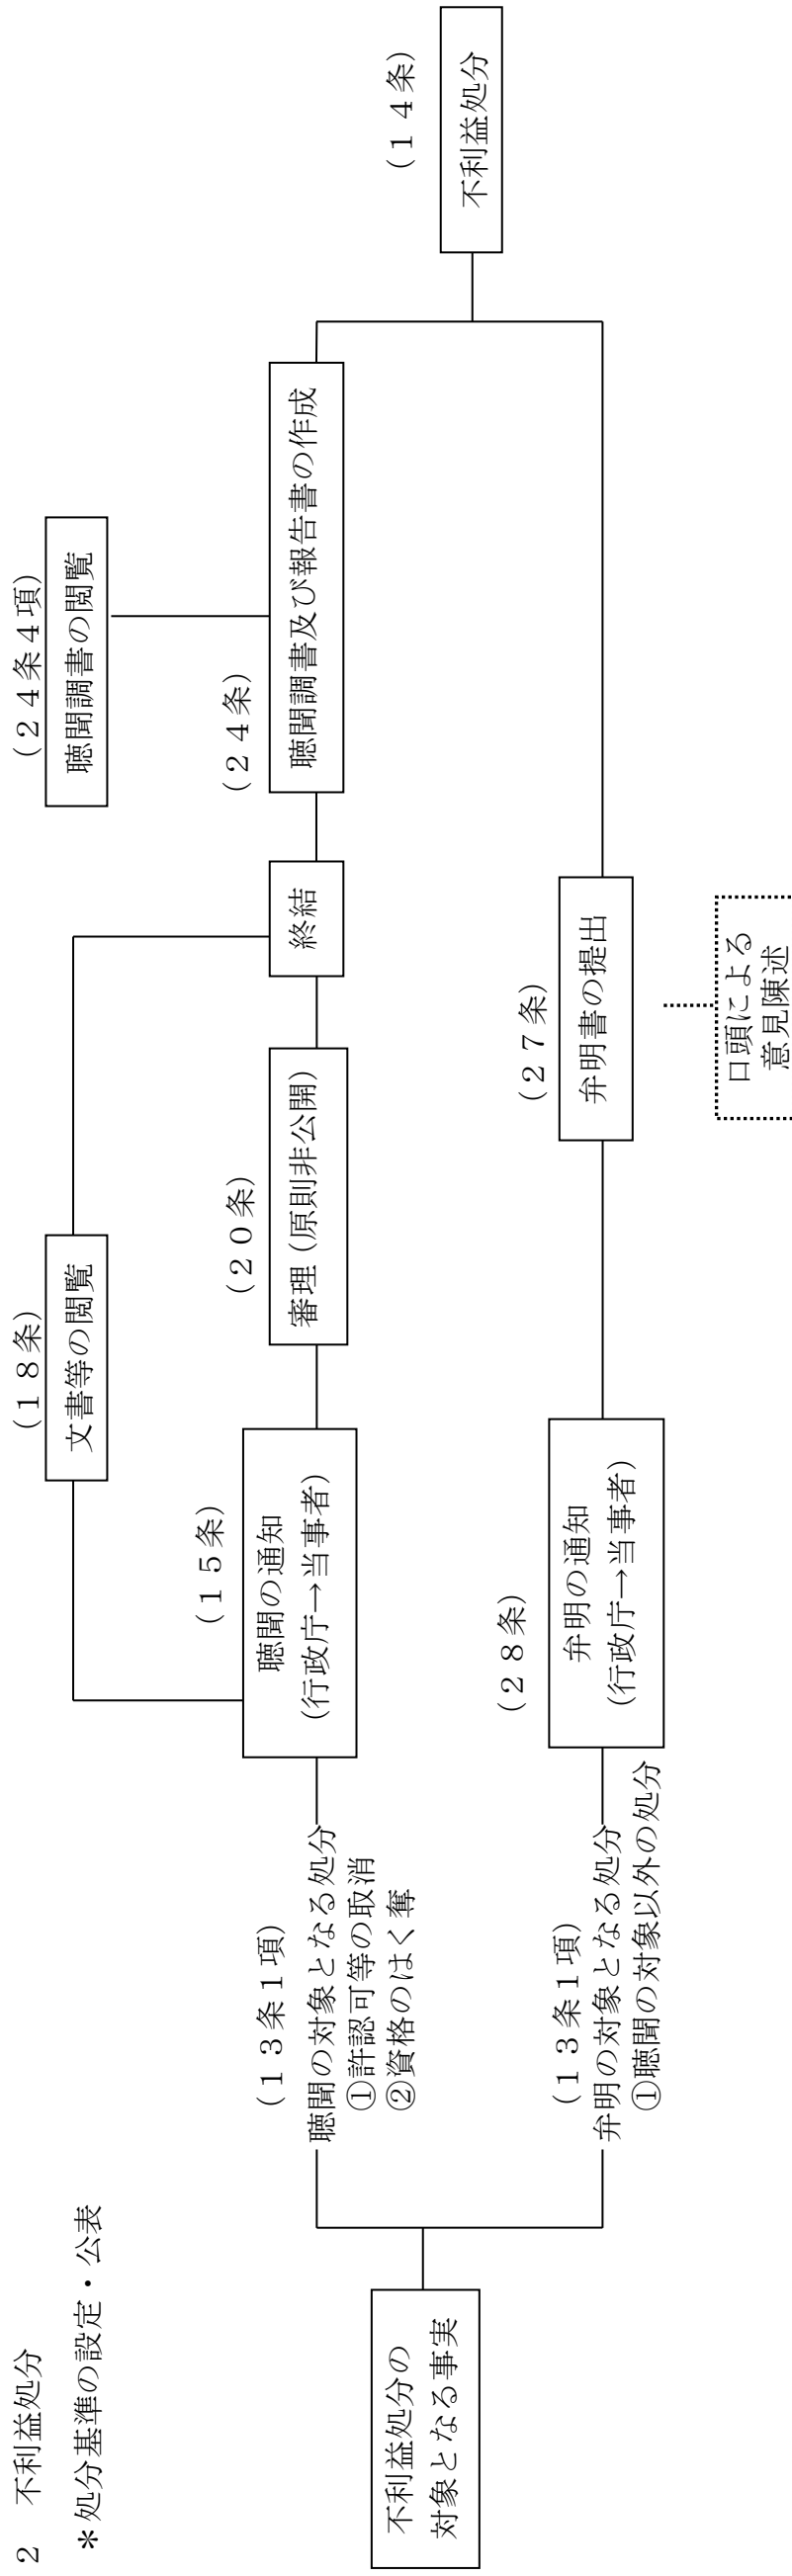 ２　不利益処分
＊処分基準の設定・公表
不利益処分の
対象となる事実
（１３条１項）
聴聞の対象となる処分
①許認可等の取消
②資格のはく奪
（１５条）
聴聞の通知
（行政庁→当事者）
（１８条）
文書等の閲覧
（２０条）
審理（原則非公開）
終結
（２４条）
聴聞調書及び報告書の作成
（２４条４項）
聴聞調書の閲覧
（１３条１項）
弁明の対象となる処分
①聴聞の対象以外の処分
（２８条）
弁明の通知
（行政庁→当事者）
（２７条）
弁明書の提出
口頭による
意見陳述
（１４条）
不利益処分